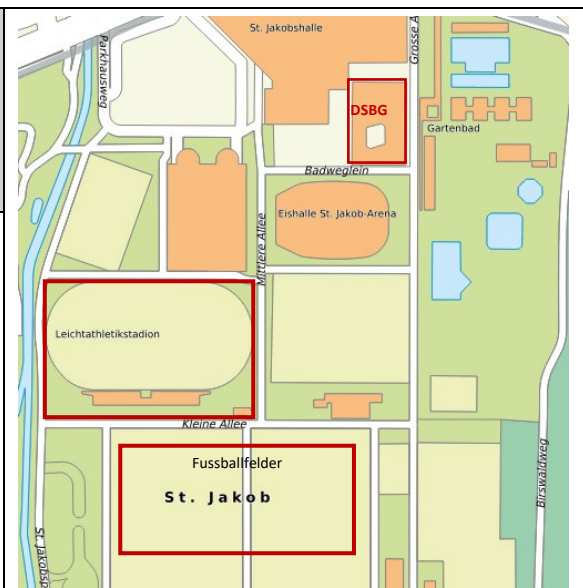 St. Jakobshalle
Parkhausweg
Grosse A
DSBG
Gartenbad
Badweglein
Eishalle St. Jakob-Arena
Mittlere Allee
Leichtathletikstadion
Kleine Allee
Fussballfelder
St. Jakob
Birswaldweg
St. Jakobsp